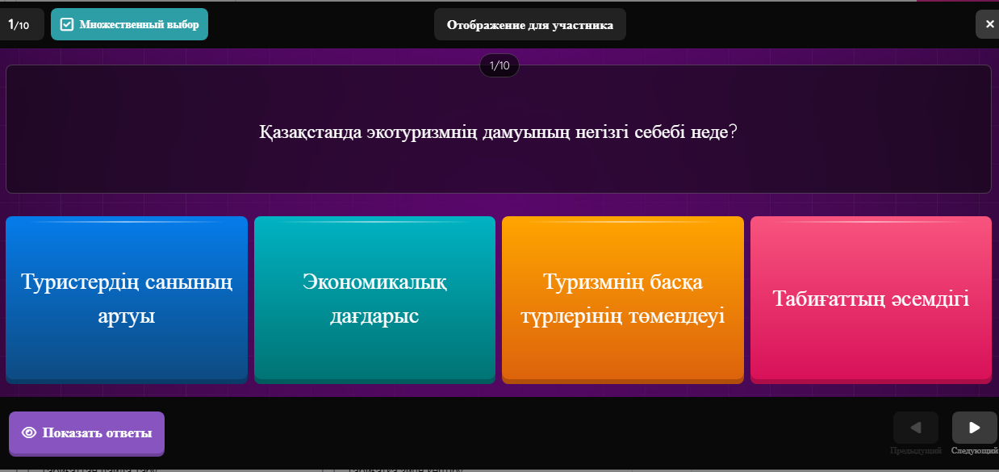 1/10
Множественный выбор
Отображение для участника
1/10
Қазақстанда экотуризмнің дамуының негізгі себебі неде?
Туристердің санының
артуы
Экономикалық
дағдарыс
Туризмнің басқа
түрлерінің төмендеуі
Табиғаттың әсемдігі
Показать ответы
Предыдущий
Следующий